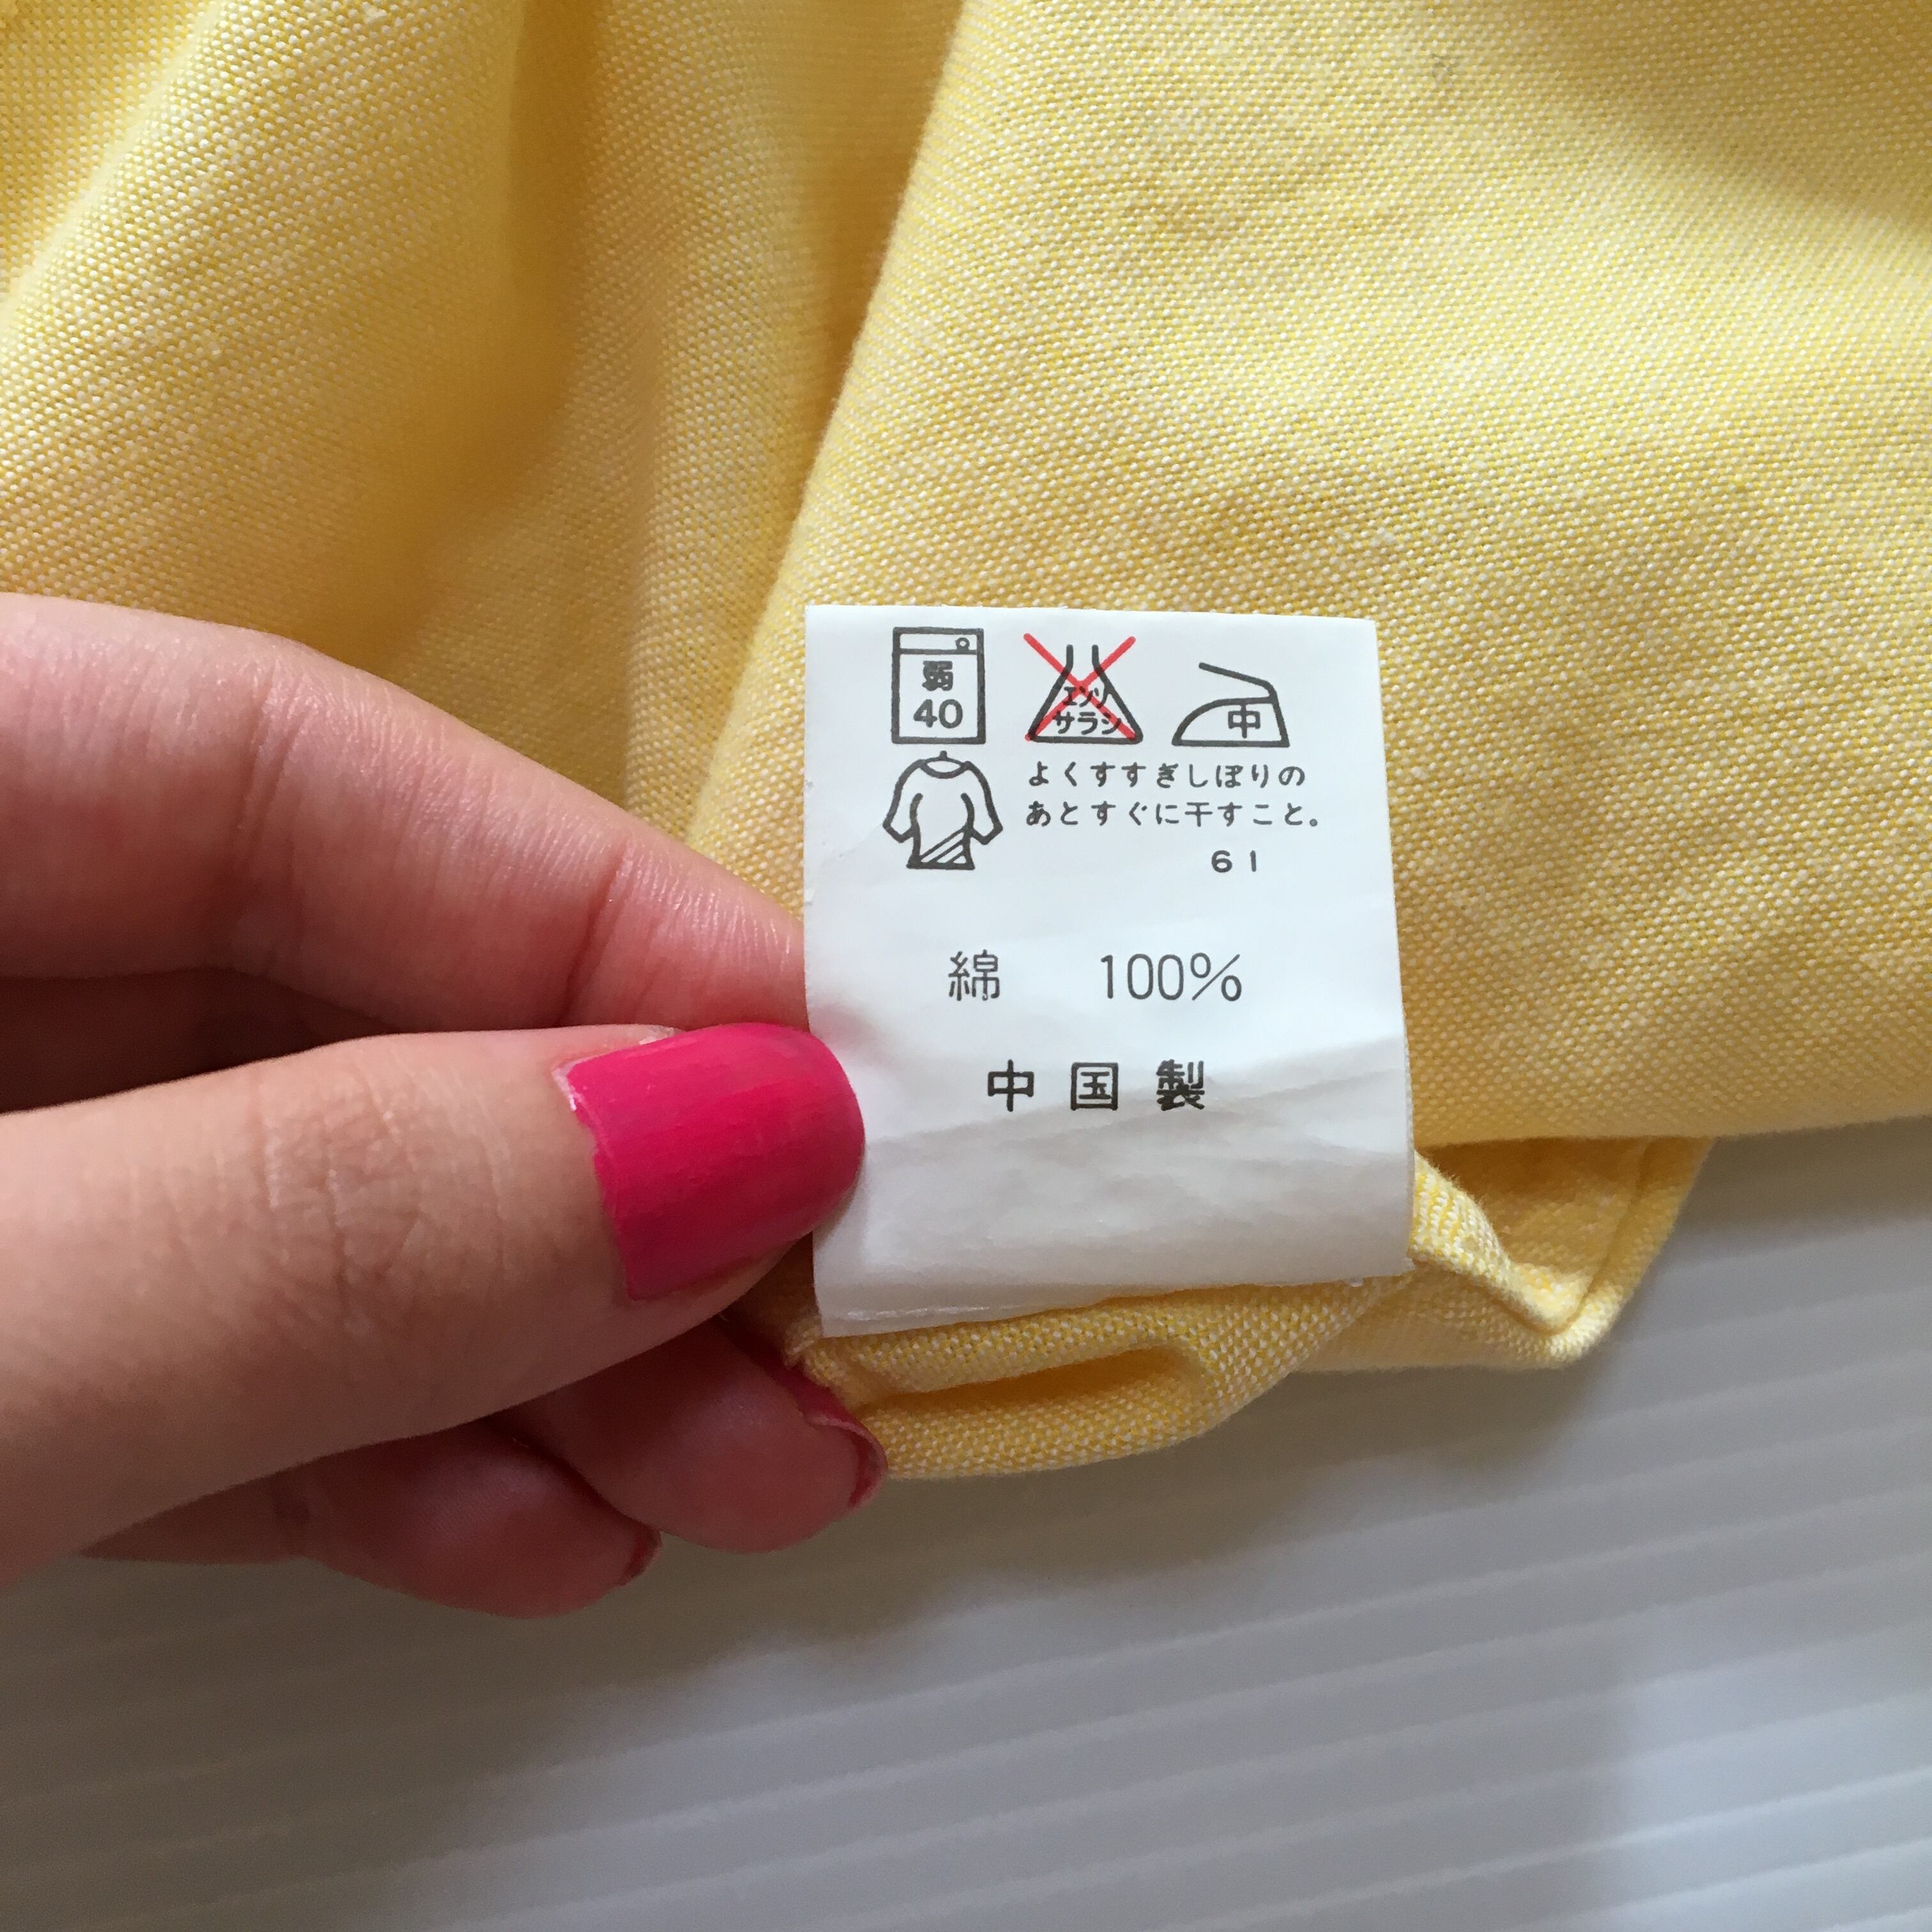 弱
40
エンソ
サラシ
中
よくすすぎしぼりの
あとすぐに干すこと。
61
綿 100%
中国製